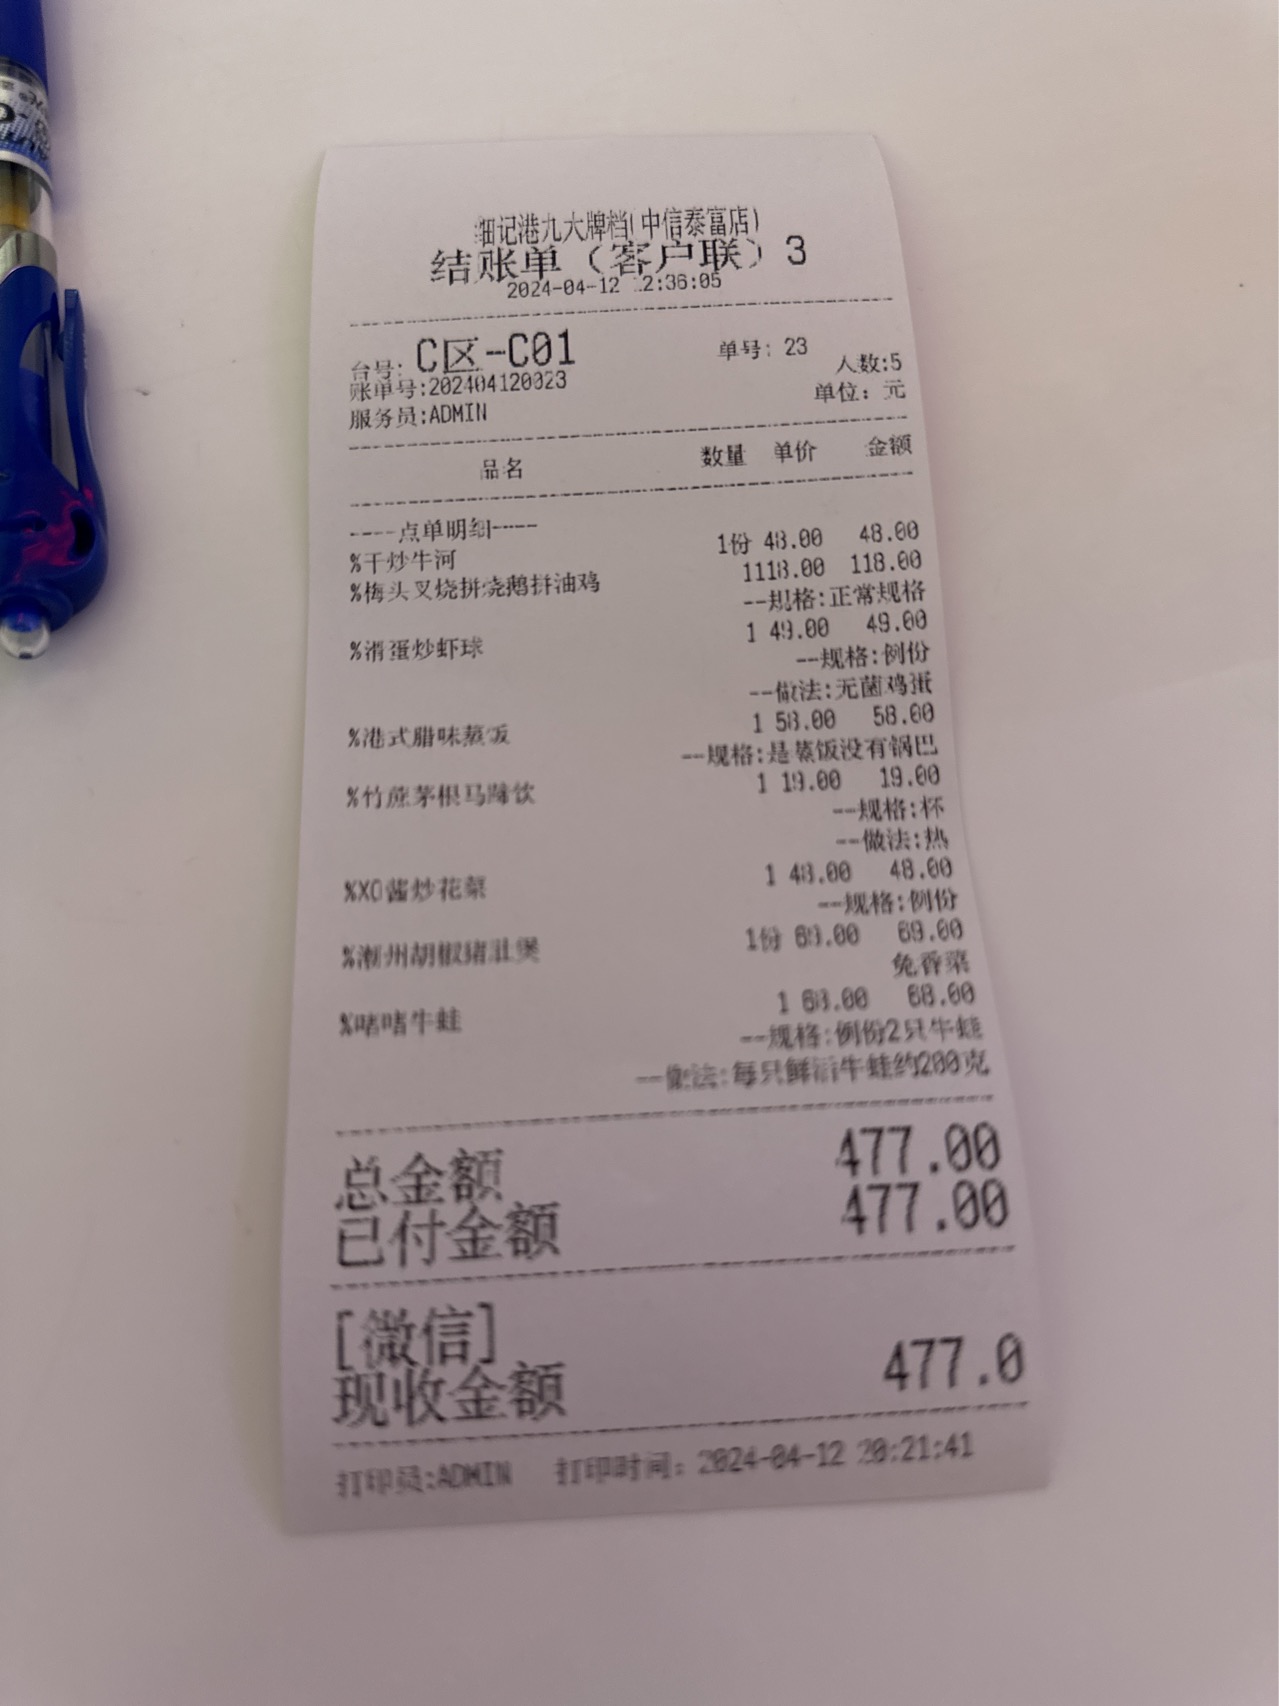 细记港九大牌档(中信泰富店)
结账单（客户联）3
2024-04-12 12:36:05
台号: C区-C01 单号: 23
账单号:202404120023 人数:5
服务员:ADMIN 单位: 元
品名 数量 单价 金额
----点单明细----
%干炒牛河 1份 48.00 48.00
%梅头叉烧拼烧鹅拼油鸡 1118.00 118.00
--规格:正常规格
%滑蛋炒虾球 1 49.00 49.00
--规格:例份
--做法:无菌鸡蛋
%港式腊味蒸饭 1 58.00 58.00
--规格:是蒸饭没有锅巴
%竹蔗茅根马蹄饮 1 19.00 19.00
--规格:杯
--做法:热
%XO酱炒花菜 1 48.00 48.00
--规格:例份
%潮州胡椒猪肚煲 1份 69.00 69.00
免香菜
%啫啫牛蛙 1 68.00 68.00
--规格:例份2只牛蛙
--做法:每只鲜活牛蛙约200克
总金额 477.00
已付金额 477.00
[微信]
现收金额 477.0
打印员:ADMIN 打印时间: 2024-04-12 20:21:41